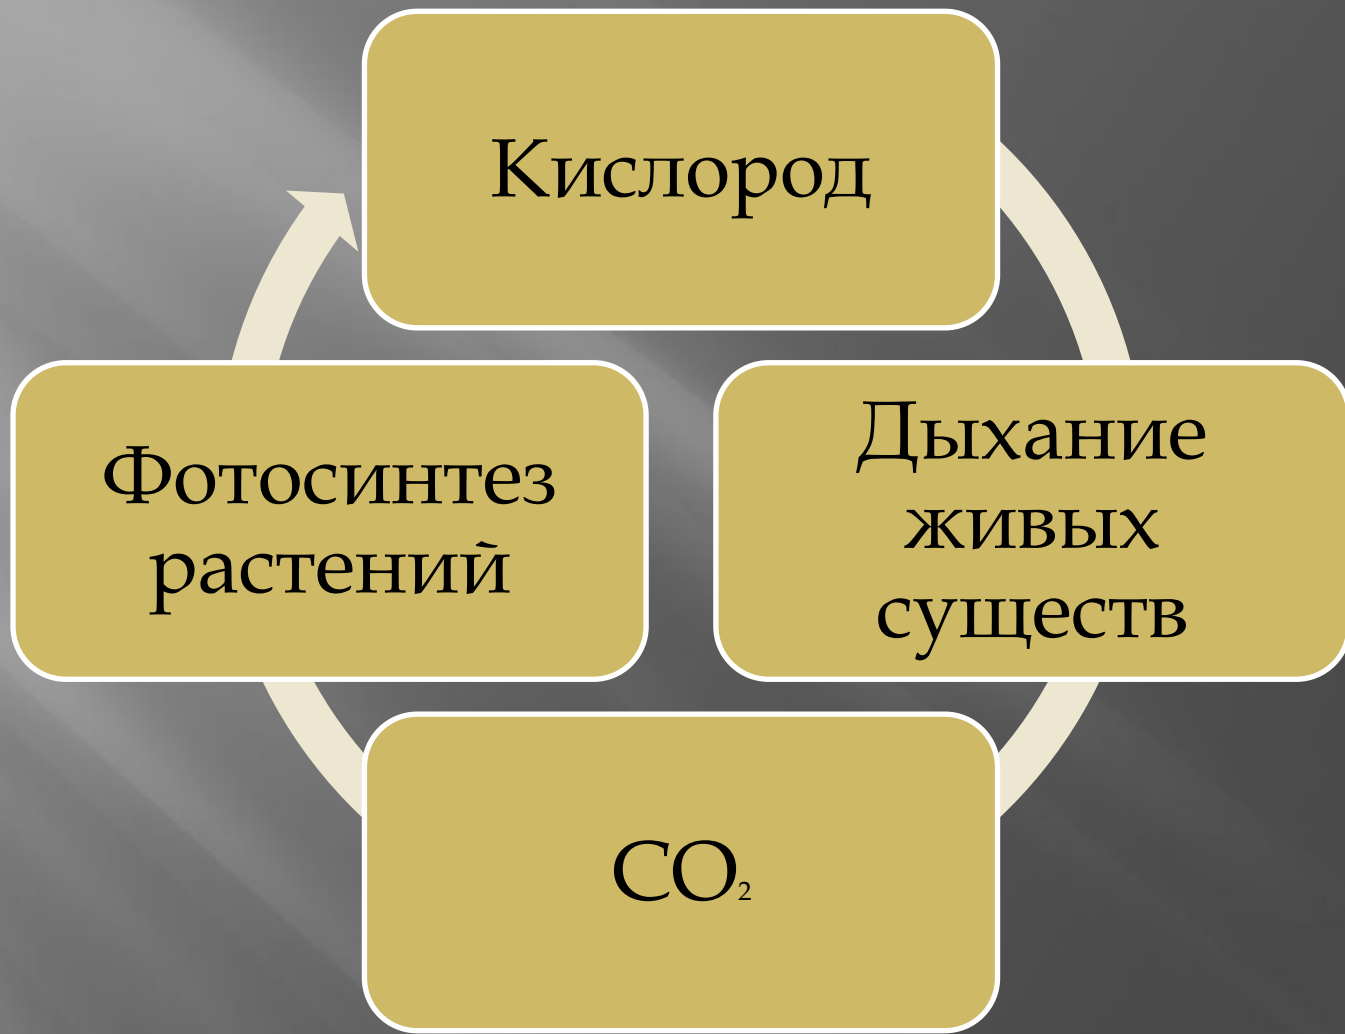 Кислород
Дыхание
живых
существ
CO₂
Фотосинтез
растений